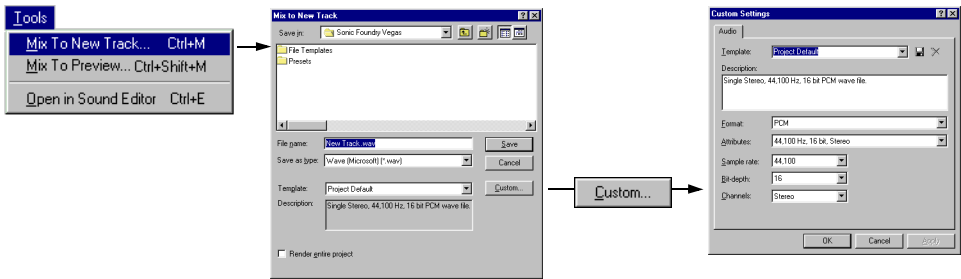 Tools
Mix To New Track... Ctrl+M
Mix To Preview... Ctrl+Shift+M
Open in Sound Editor Ctrl+E
Mix to New Track
Save in: Sonic Foundry Vegas
File Templates
Presets
File name: New Track.wav
Save
Save as type: Wave (Microsoft) (*.wav)
Cancel
Template: Project Default
Custom...
Description: Single Stereo, 44,100 Hz, 16 bit PCM wave file.
Render entire project
Custom...
Custom Settings
Audio
Template: Project Default
Description:
Single Stereo, 44,100 Hz, 16 bit PCM wave file.
Format: PCM
Attributes: 44,100 Hz, 16 bit, Stereo
Sample rate: 44,100
Bit-depth: 16
Channels: Stereo
OK
Cancel
Apply